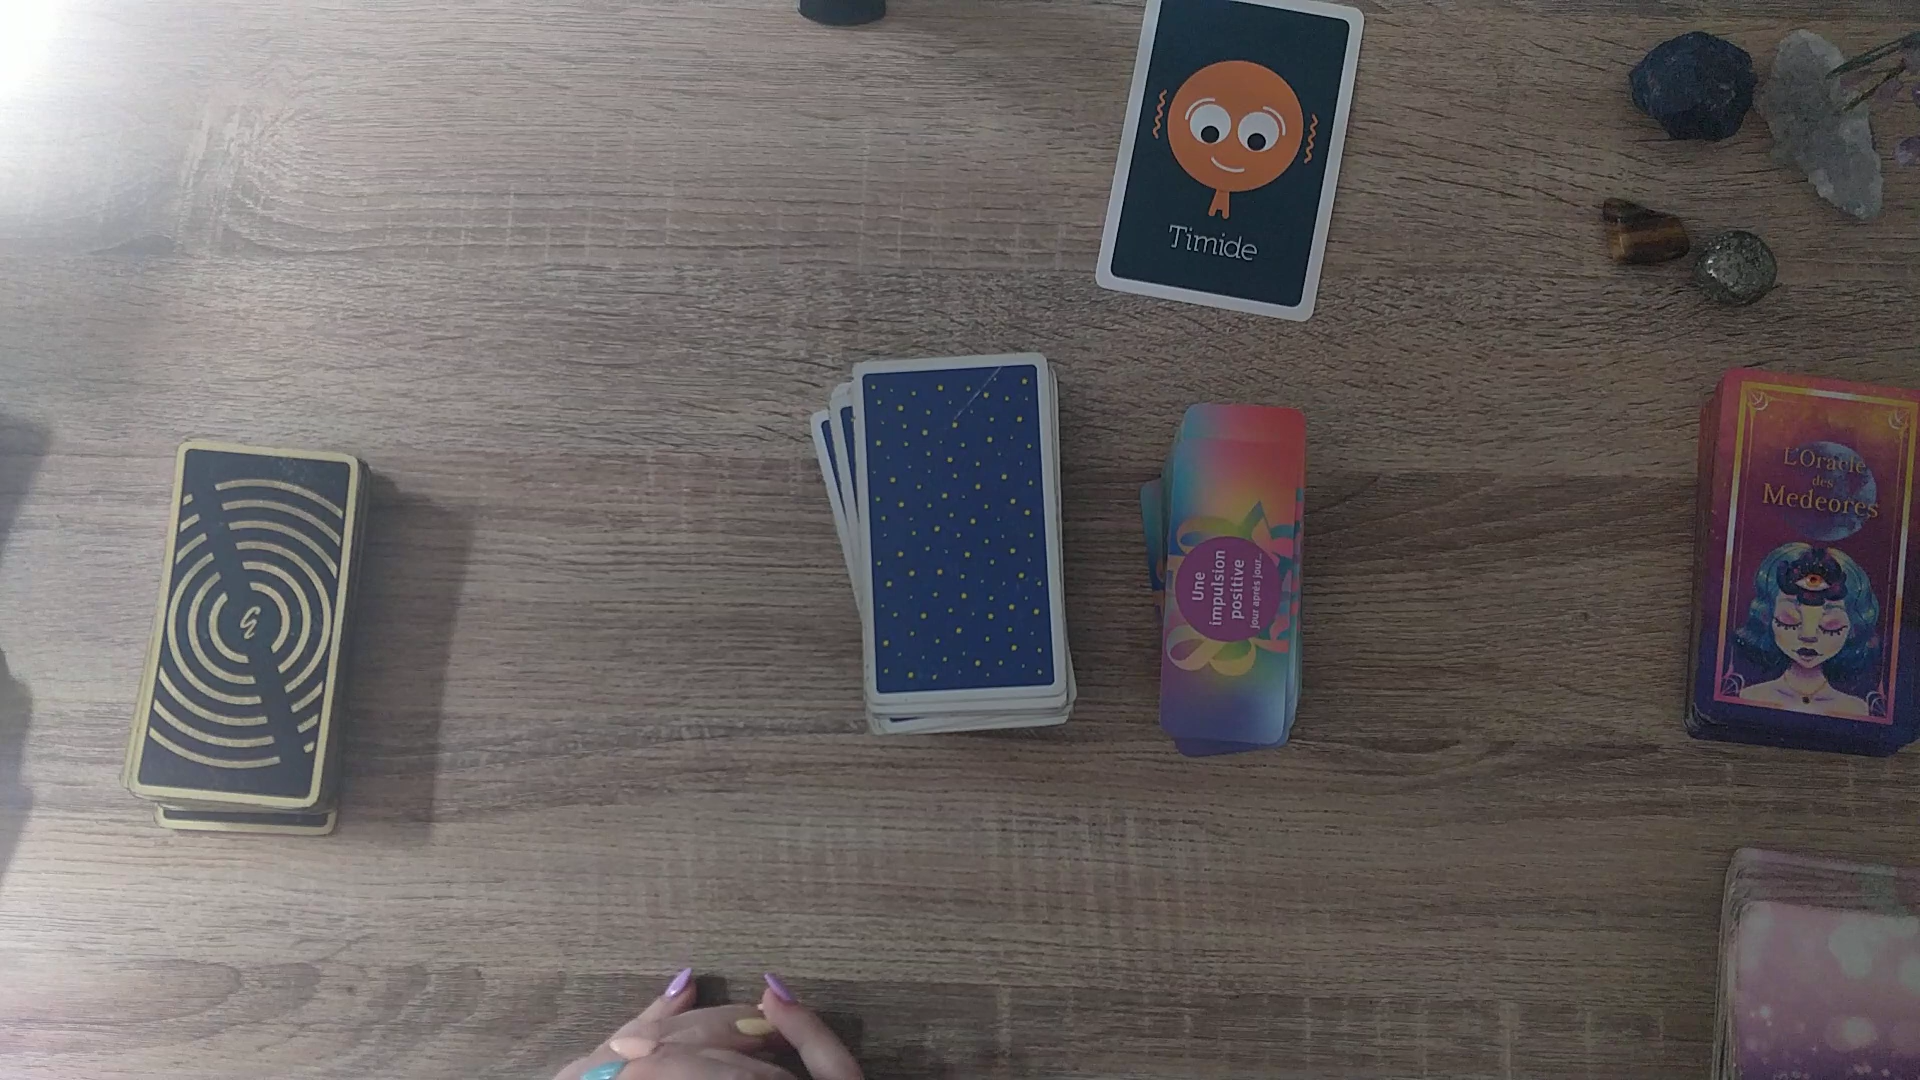 Timide
Une
impulsion
positive
jour après jour...
L'Oracle
des
Medeores